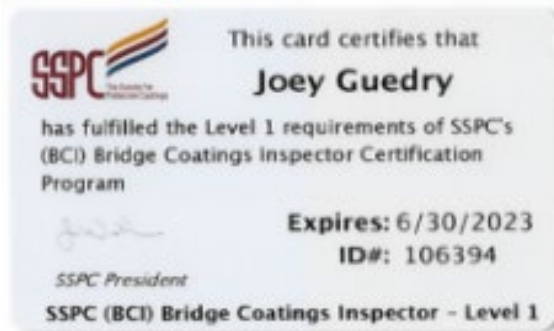 SSPC
This card certifies that
Joey Guedry
has fulfilled the Level 1 requirements of SSPC's
(BCI) Bridge Coatings Inspector Certification
Program
Expires: 6/30/2023
ID#: 106394
SSPC President
SSPC (BCI) Bridge Coatings Inspector - Level 1